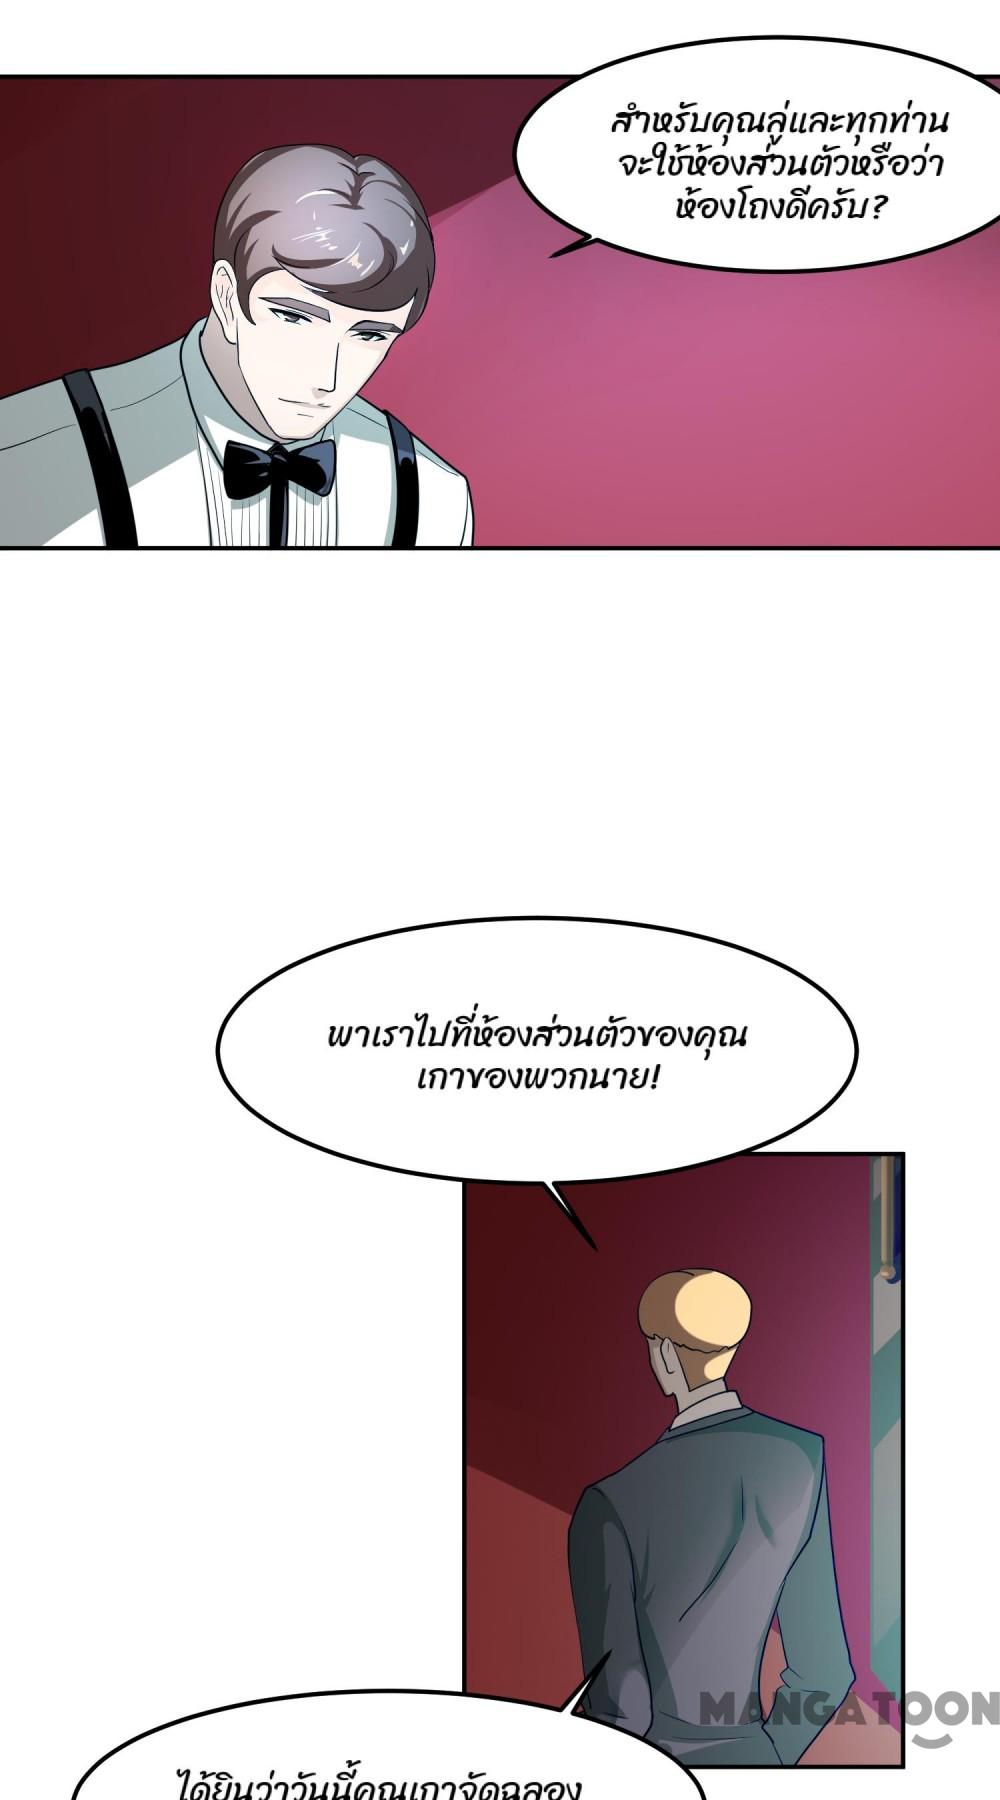 สำหรับคุณลู่และทุกท่าน
จะใช้ห้องส่วนตัวหรือว่า
ห้องโถงดีครับ?
พาเราไปที่ห้องส่วนตัวของคุณ
เกาของพวกนาย!
MANGATOON
ได้ยินว่าวันนี้คุณเกาจัดฉลอง